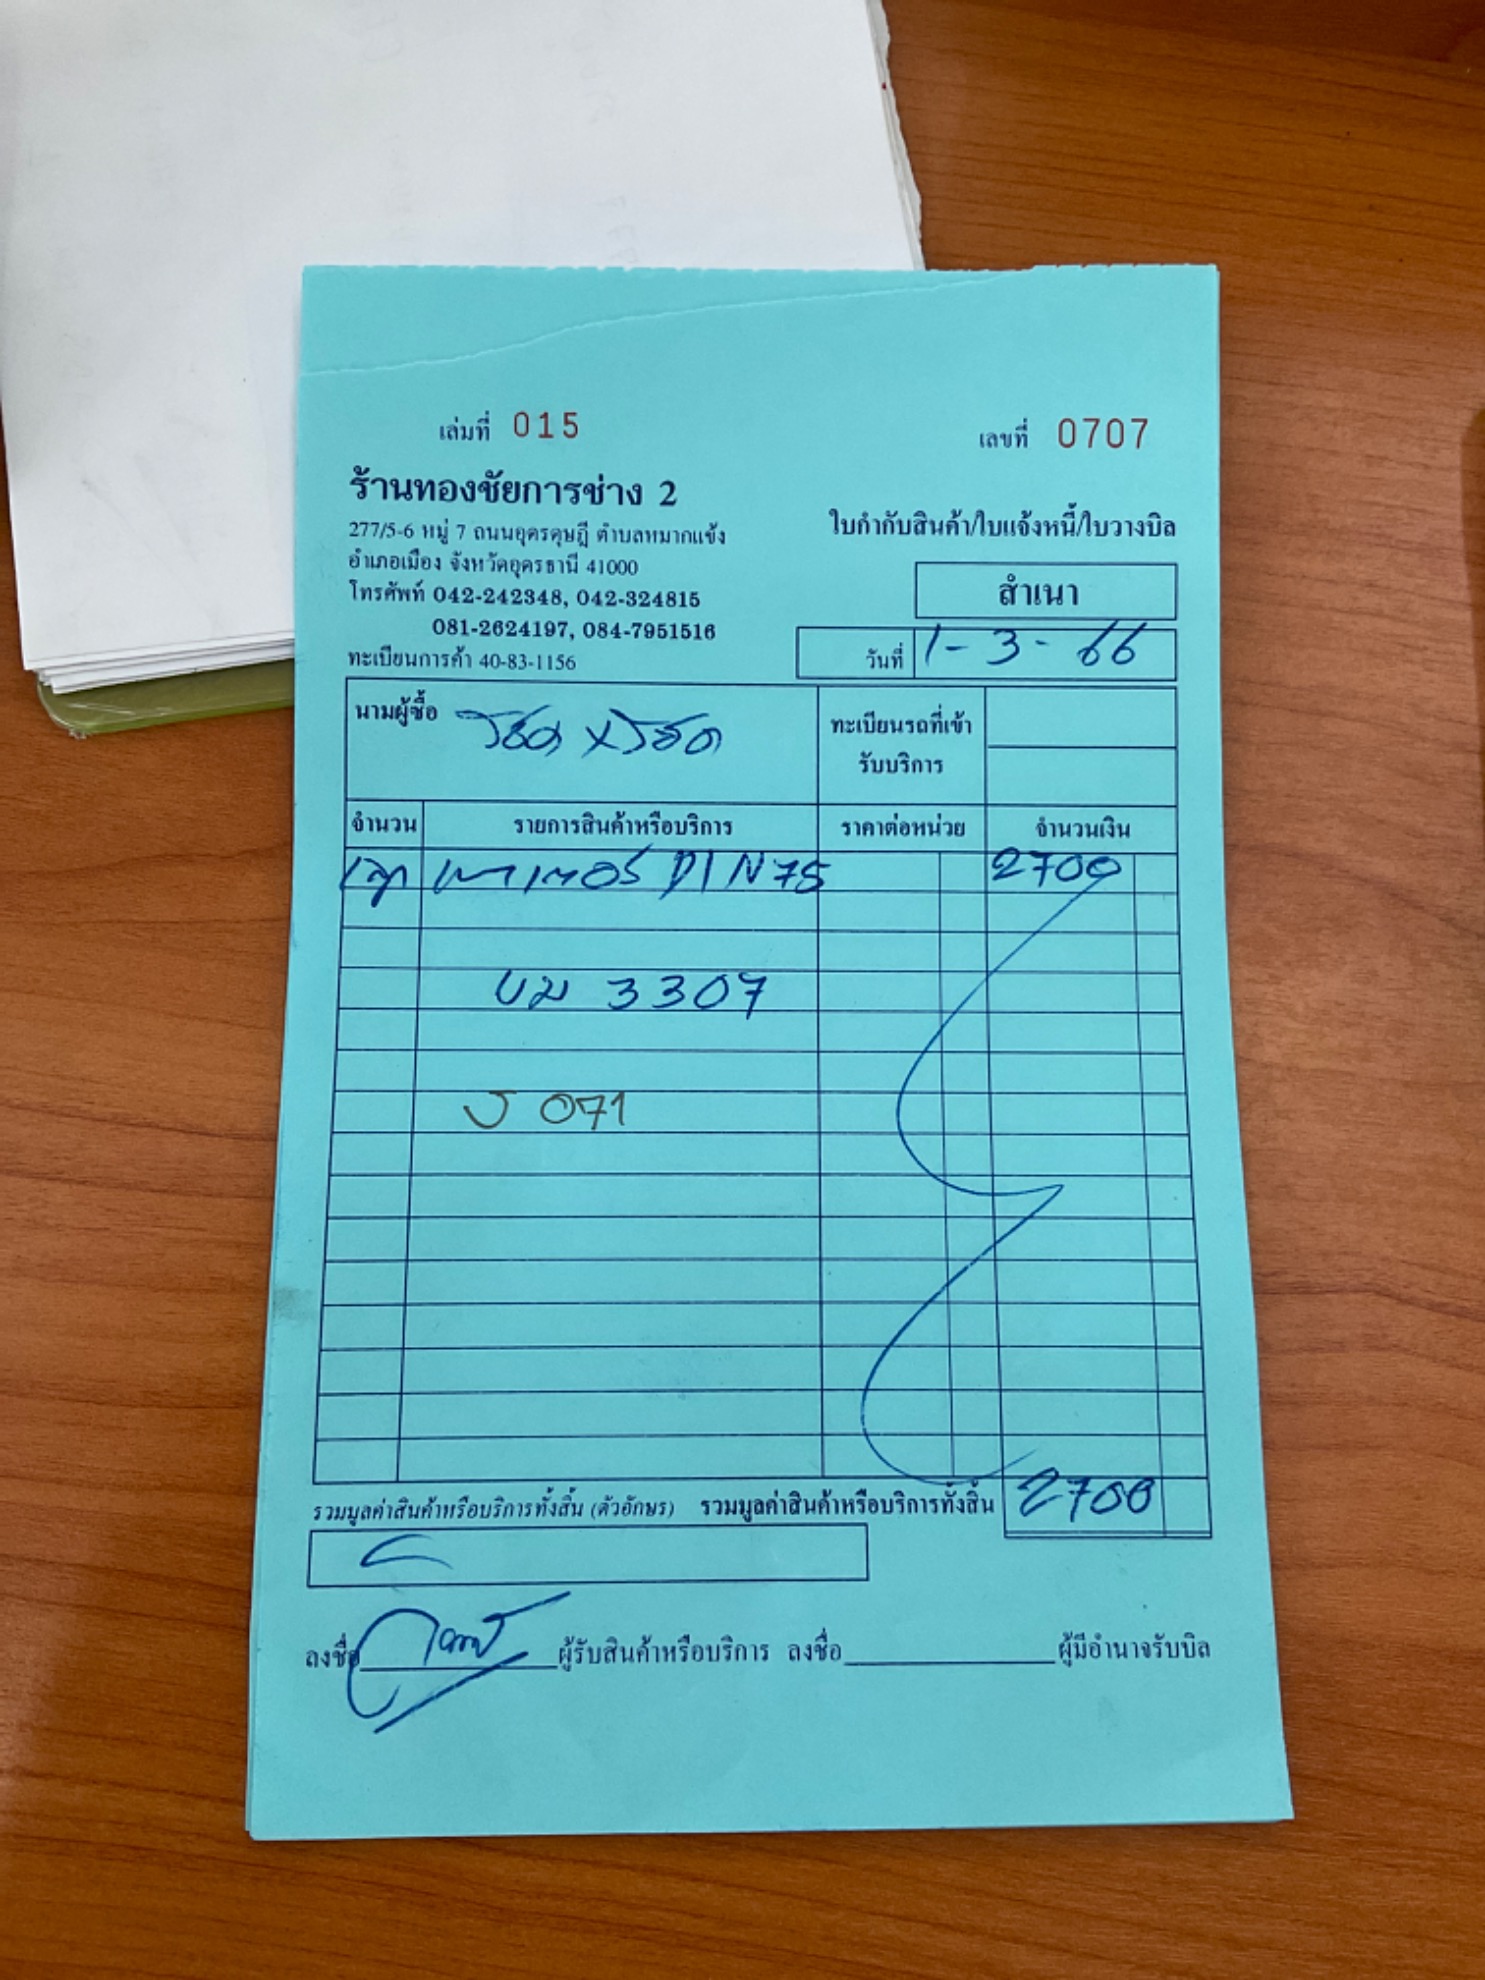 เล่มที่ 015
เลขที่ 0707
ร้านทองชัยการช่าง 2
277/5-6 หมู่ 7 ถนนอุดรดุษฎี ตำบลหมากแข้ง
อำเภอเมือง จังหวัดอุดรธานี 41000
โทรศัพท์ 042-242348, 042-324815
081-2624197, 084-7951516
ทะเบียนการค้า 40-83-1156
ใบกำกับสินค้า/ใบแจ้งหนี้/ใบวางบิล
สำเนา
วันที่ 1-3-66
นามผู้ซื้อ
ทะเบียนรถที่เข้า
รับบริการ
จำนวน รายการสินค้าหรือบริการ ราคาต่อหน่วย จำนวนเงิน
DIN75 2700
บม 3307
J 071
รวมมูลค่าสินค้าหรือบริการทั้งสิ้น (ตัวอักษร) รวมมูลค่าสินค้าหรือบริการทั้งสิ้น 2700
ลงชื่อ ผู้รับสินค้าหรือบริการ ลงชื่อ ผู้มีอำนาจรับบิล